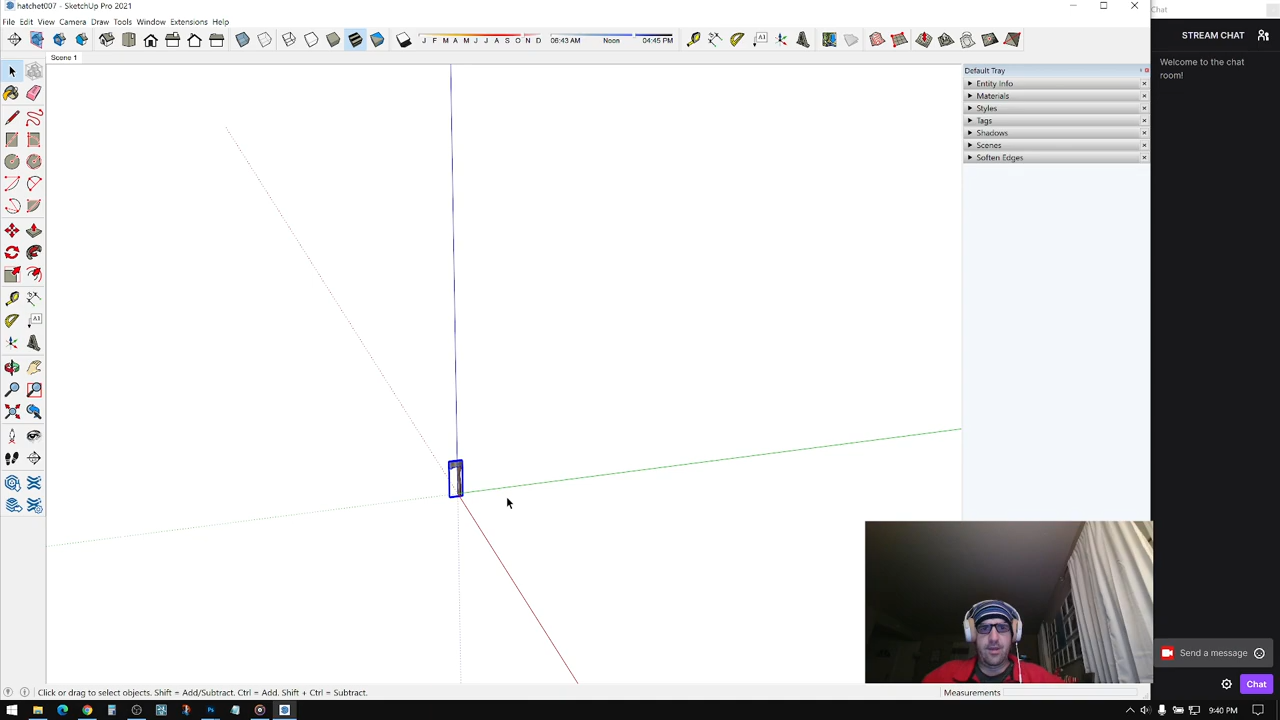 hatchet007 - SketchUp Pro 2021
Chat
File Edit View Camera Draw Tools Window Extensions Help
STREAM CHAT
J F M A M J J A S O N D
06:43 AM Noon 04:45 PM
Scene 1
Welcome to the chat
room!
Default Tray
Entity Info
Materials
Styles
Tags
Shadows
Scenes
Soften Edges
Send a message
Chat
Click or drag to select objects. Shift = Add/Subtract. Ctrl = Add. Shift + Ctrl = Subtract.
Measurements
9:40 PM